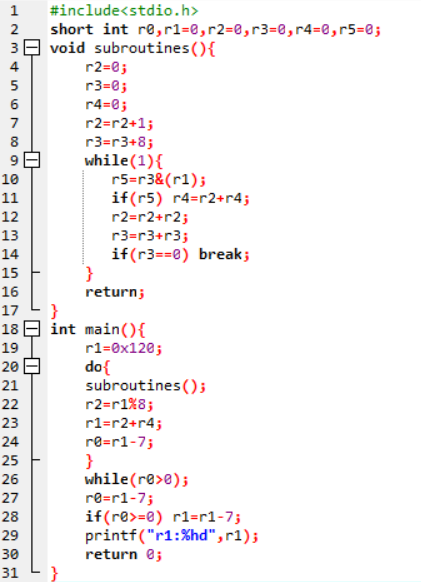 1 #include<stdio.h>
2 short int r0,r1=0,r2=0,r3=0,r4=0,r5=0;
3 void subroutines(){
4 r2=0;
5 r3=0;
6 r4=0;
7 r2=r2+1;
8 r3=r3+8;
9 while(1){
10 r5=r3&(r1);
11 if(r5) r4=r2+r4;
12 r2=r2+r2;
13 r3=r3+r3;
14 if(r3==0) break;
15 }
16 return;
17 }
18 int main(){
19 r1=0x120;
20 do{
21 subroutines();
22 r2=r1%8;
23 r1=r2+r4;
24 r0=r1-7;
25 }
26 while(r0>0);
27 r0=r1-7;
28 if(r0>=0) r1=r1-7;
29 printf("r1:%hd",r1);
30 return 0;
31 }